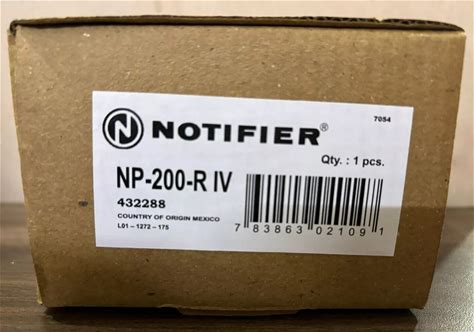 7054
N NOTIFIER®
Qty. : 1 pcs.
NP-200-R IV
432288
COUNTRY OF ORIGIN MEXICO
L01 – 1272 – 175
7 83863 02109 1